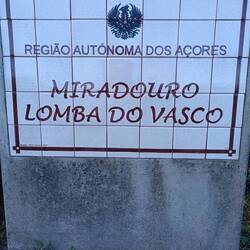 REGIÃO AUTÓNOMA DOS AÇORES
MIRADOURO
LOMBA DO VASCO